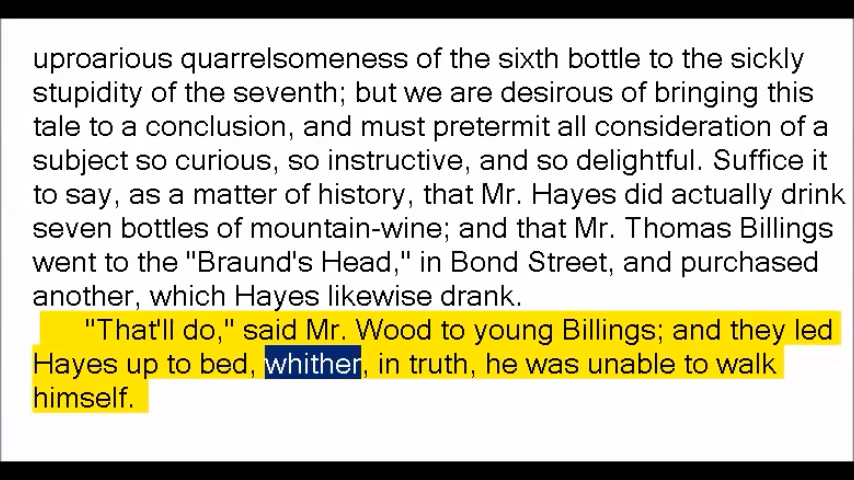 uproarious quarrelsomeness of the sixth bottle to the sickly
stupidity of the seventh; but we are desirous of bringing this
tale to a conclusion, and must pretermit all consideration of a
subject so curious, so instructive, and so delightful. Suffice it
to say, as a matter of history, that Mr. Hayes did actually drink
seven bottles of mountain-wine; and that Mr. Thomas Billings
went to the "Braund's Head," in Bond Street, and purchased
another, which Hayes likewise drank.
"That'll do," said Mr. Wood to young Billings; and they led
Hayes up to bed, whither, in truth, he was unable to walk
himself.